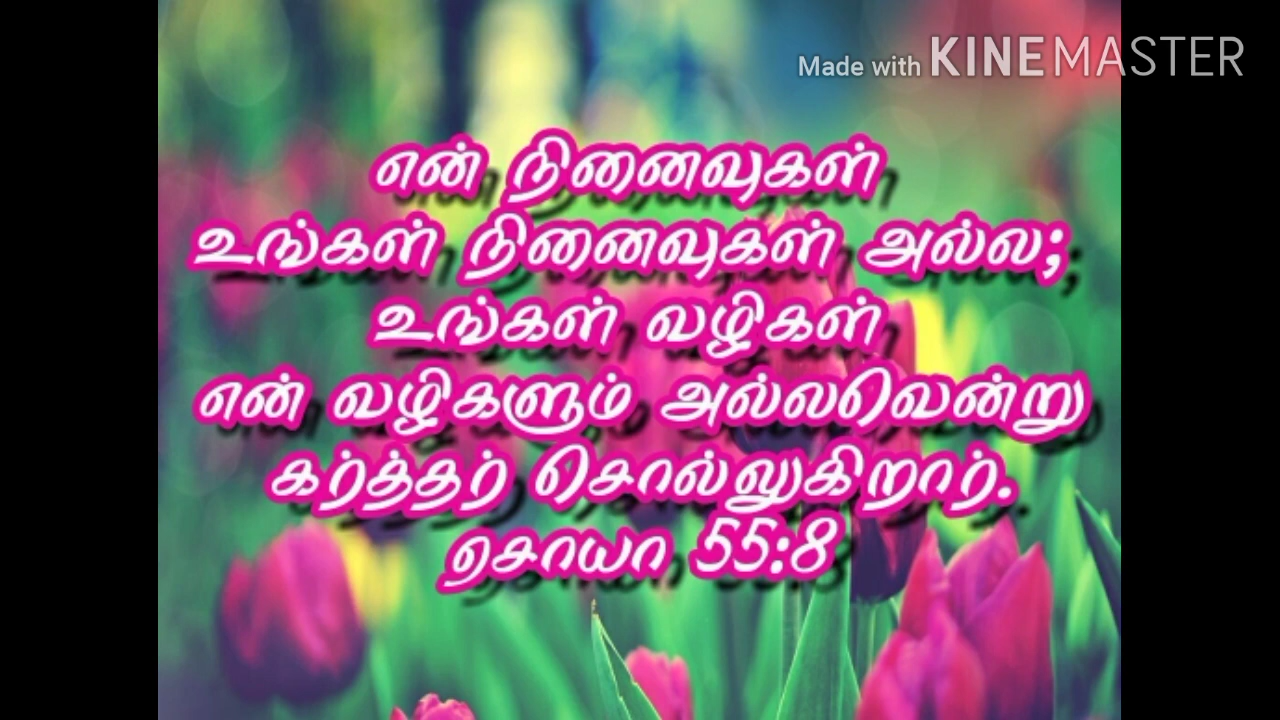 Made with KINEMASTER
என் நினைவுகள்
உங்கள் நினைவுகள் அல்ல;
உங்கள் வழிகள்
என் வழிகளும் அல்லவென்று
கர்த்தர் சொல்லுகிறார்.
ஏசாயா 55:8